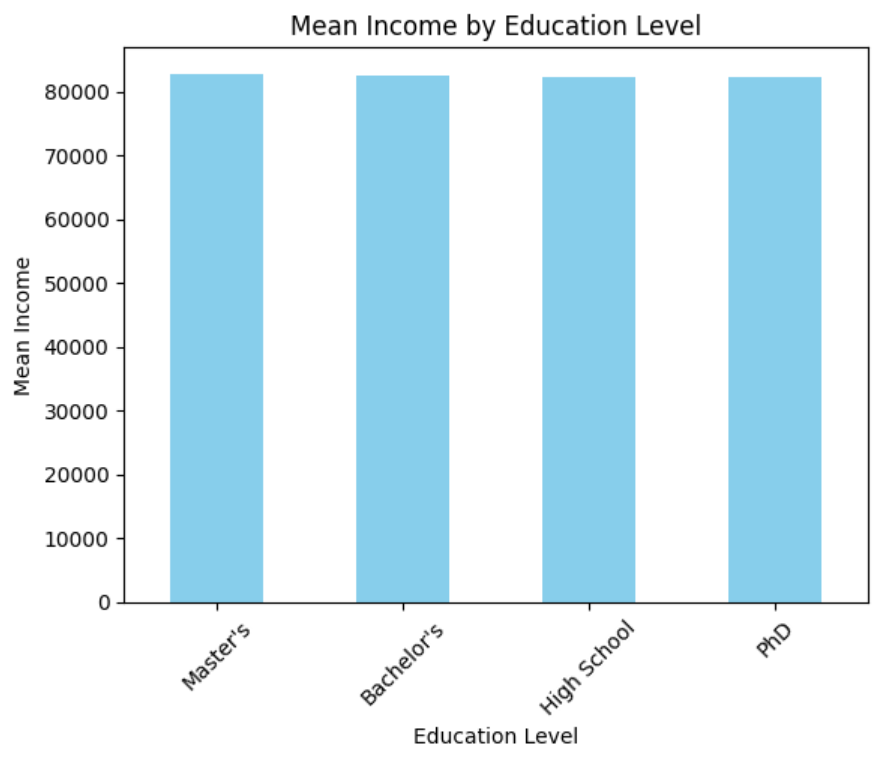 Mean Income by Education Level
Mean Income
80000
70000
60000
50000
40000
30000
20000
10000
0
Master's
Bachelor's
High School
PhD
Education Level